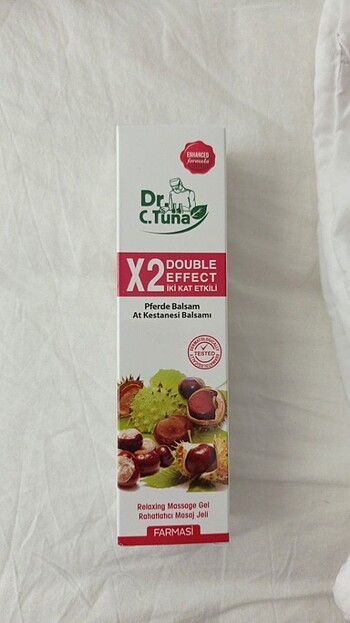 ENHANCED
formula
Dr.
C.Tuna
X2 DOUBLE
EFFECT
İKİ KAT ETKİLİ
Pferde Balsam
At Kestanesi Balsamı
TESTED
Relaxing Massage Gel
Rahatlatıcı Masaj Jeli
FARMASİ